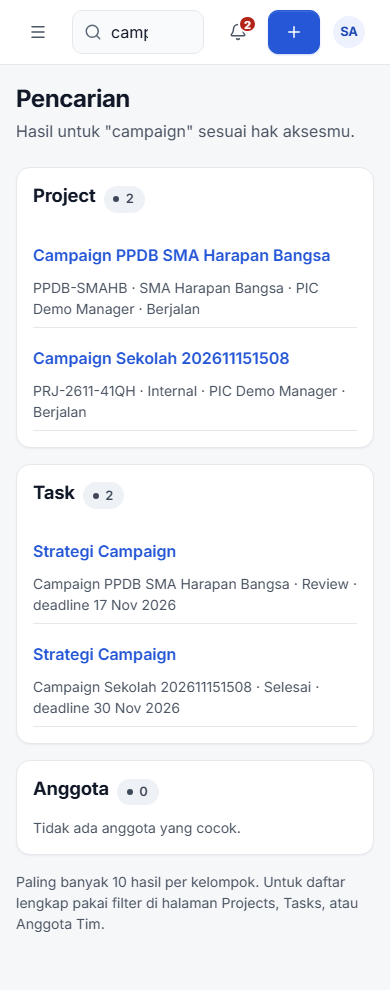 camp
2
+
SA
Pencarian
Hasil untuk "campaign" sesuai hak aksesmu.
Project
• 2
Campaign PPDB SMA Harapan Bangsa
PPDB-SMAHB · SMA Harapan Bangsa · PIC
Demo Manager · Berjalan
Campaign Sekolah 202611151508
PRJ-2611-41QH · Internal · PIC Demo Manager ·
Berjalan
Task
• 2
Strategi Campaign
Campaign PPDB SMA Harapan Bangsa · Review ·
deadline 17 Nov 2026
Strategi Campaign
Campaign Sekolah 202611151508 · Selesai ·
deadline 30 Nov 2026
Anggota
• 0
Tidak ada anggota yang cocok.
Paling banyak 10 hasil per kelompok. Untuk daftar
lengkap pakai filter di halaman Projects, Tasks, atau
Anggota Tim.